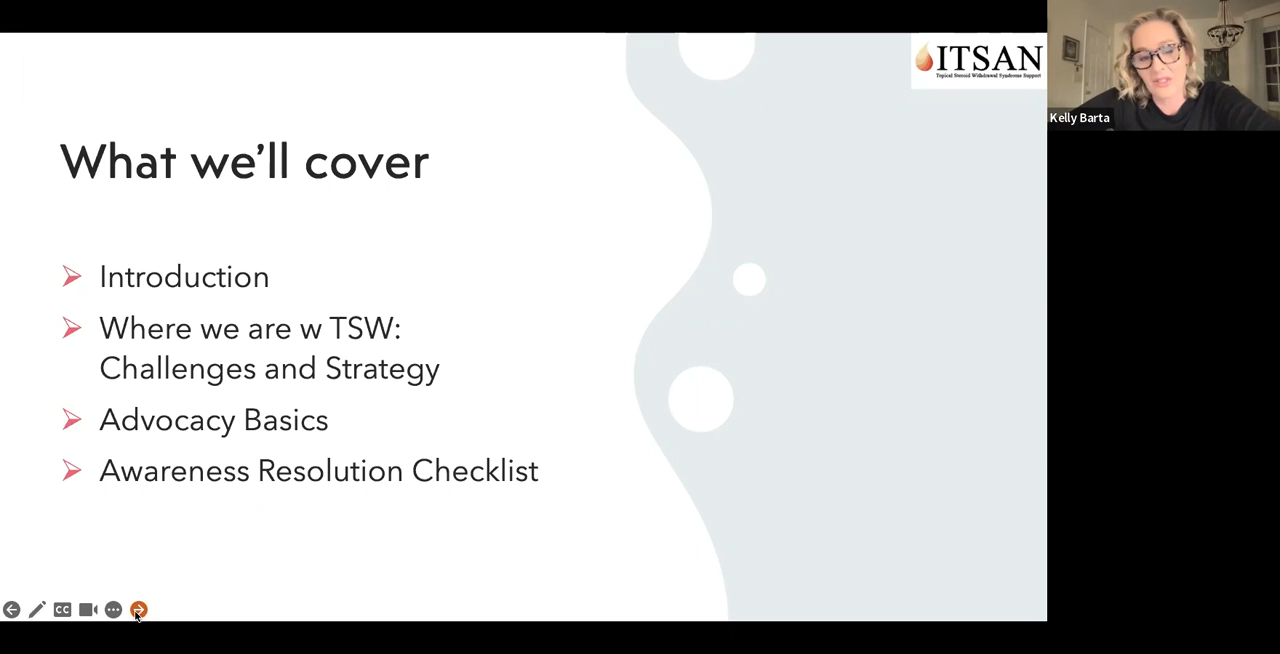 What we'll cover
Introduction
Where we are w TSW:
Challenges and Strategy
Advocacy Basics
Awareness Resolution Checklist
ITSAN
Topical Steroid Withdrawal Syndrome Support
Kelly Barta
CC